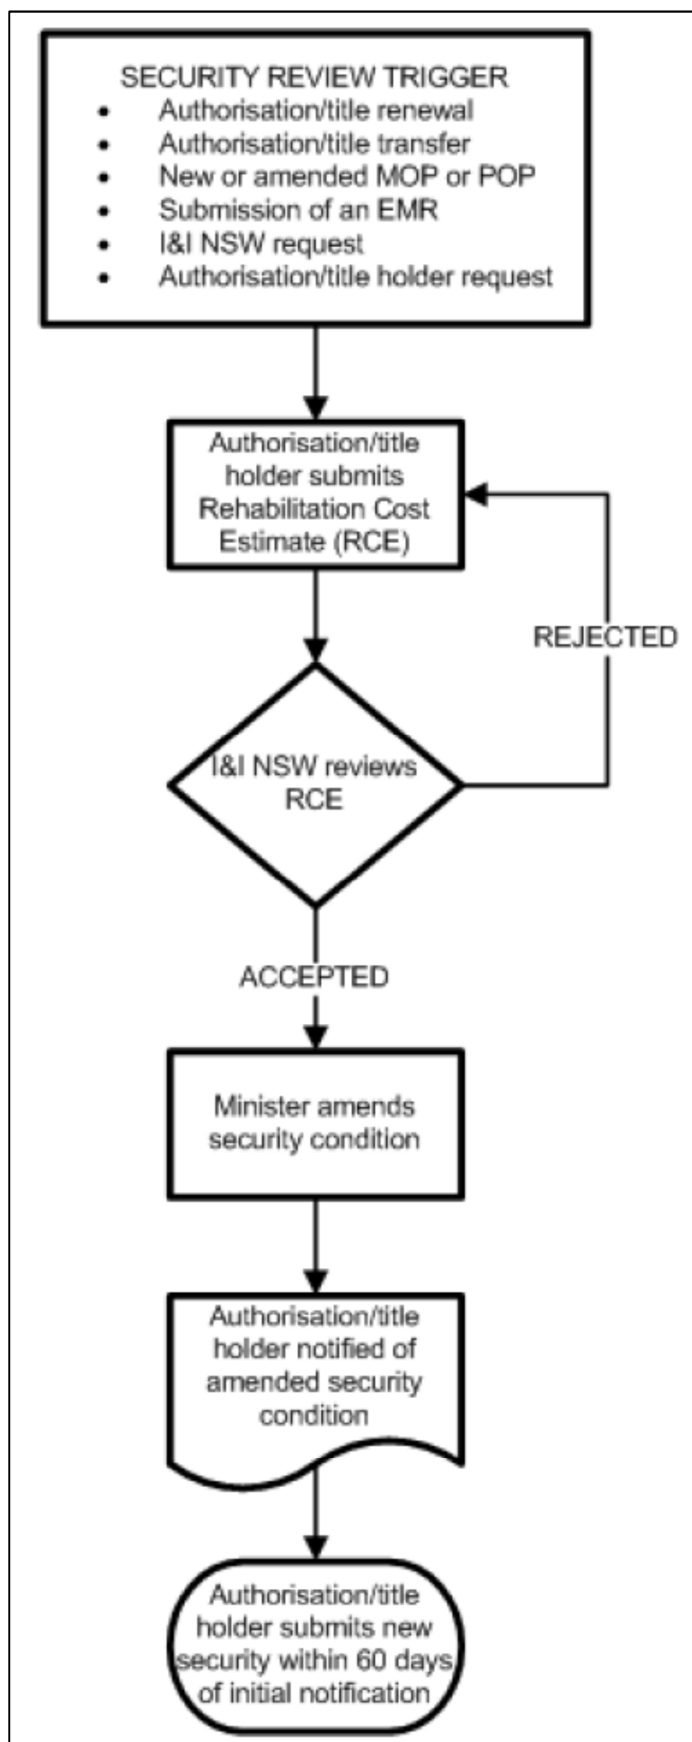 SECURITY REVIEW TRIGGER
• Authorisation/title renewal
• Authorisation/title transfer
• New or amended MOP or POP
• Submission of an EMR
• I&I NSW request
• Authorisation/title holder request
Authorisation/title
holder submits
Rehabilitation Cost
Estimate (RCE)
REJECTED
I&I NSW reviews
RCE
ACCEPTED
Minister amends
security condition
Authorisation/title
holder notified of
amended security
condition
Authorisation/title
holder submits new
security within 60 days
of initial notification